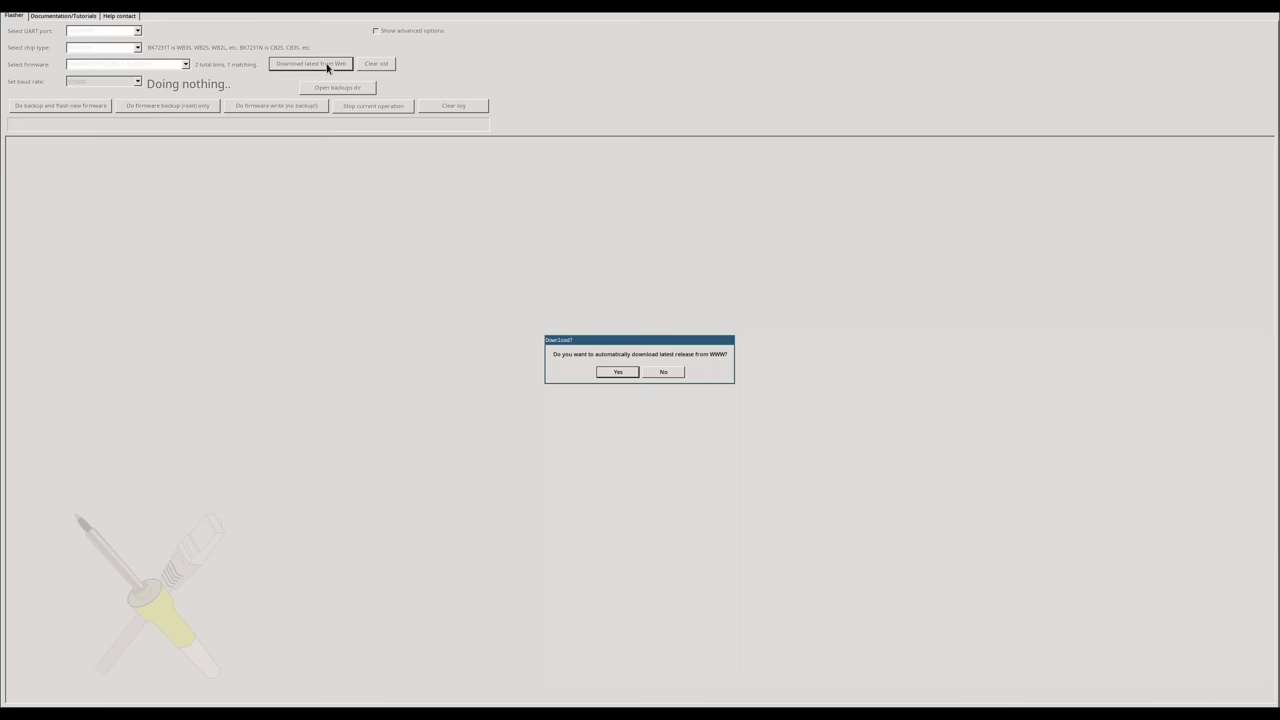 Flasher Documentation/Tutorials Help contact
Select UART port: Show advanced options
Select chip type: BK7231T is WB3S, WB2S, WB2L, etc. BK7231N is CB2S, CB3S, etc
Select firmware: 2 total bins, 1 matching. Download latest from Web Clear old
Set baut rate: 921600 Doing nothing.. Open backups dir
Do backup and flash new firmware Do firmware backup (read) only Do firmware write (no backup!) Stop current operation Clear log
Download?
Do you want to automatically download latest release from WWW?
Yes No